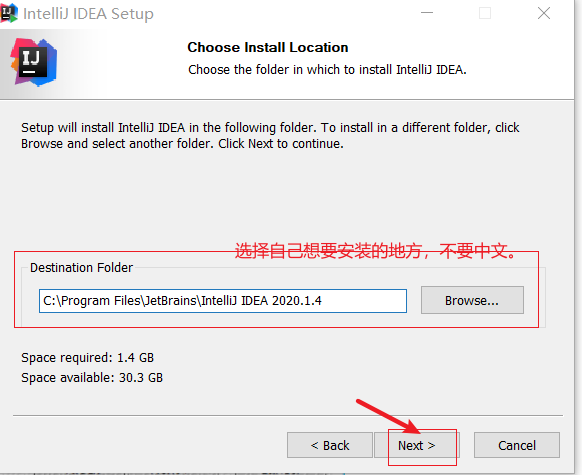 IntelliJ IDEA Setup
IJ
Choose Install Location
Choose the folder in which to install IntelliJ IDEA.
Setup will install IntelliJ IDEA in the following folder. To install in a different folder, click
Browse and select another folder. Click Next to continue.
选择自己想要安装的地方，不要中文。
Destination Folder
C:\Program Files\JetBrains\IntelliJ IDEA 2020.1.4
Browse...
Space required: 1.4 GB
Space available: 30.3 GB
< Back
Next >
Cancel